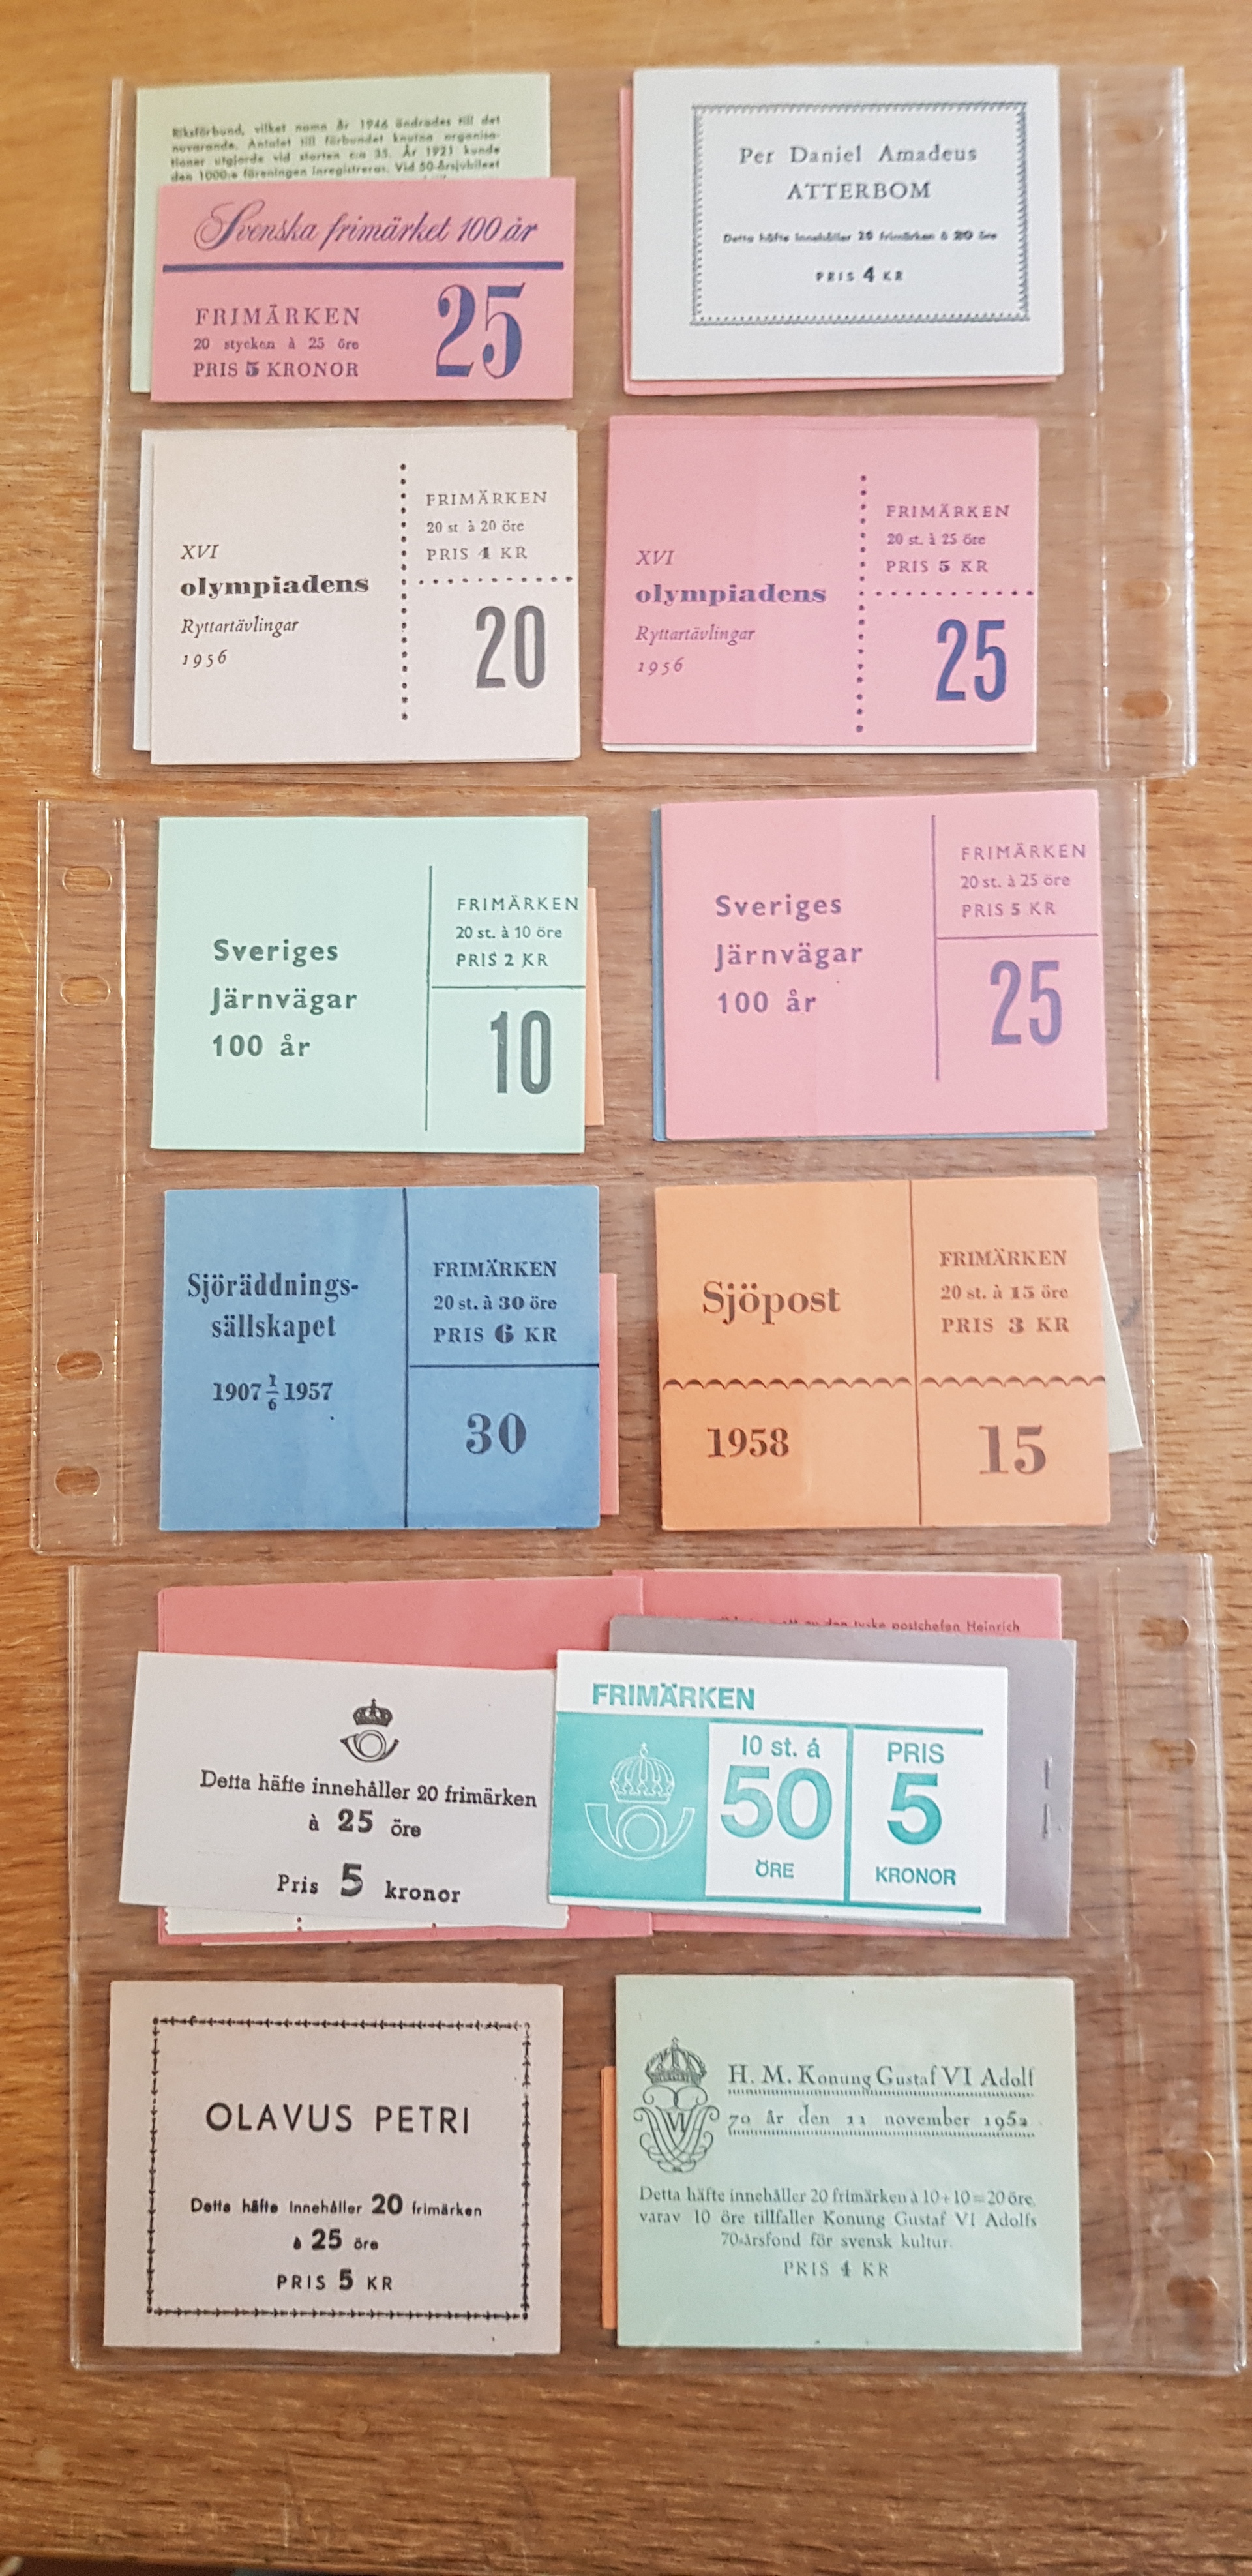 Riksförbund, vilket namn år 1946 ändrades till det
nuvarande. Antalet till förbundet knutna organisa-
tioner utgjorde vid starten c:a 35. År 1921 kunde
den 1000:e föreningen inregistreras. Vid 50-årsjubileet
Svenska frimärket 100 år
FRIMÄRKEN
20 stycken à 25 öre
PRIS 5 KRONOR
25
Per Daniel Amadeus
ATTERBOM
Detta häfte innehåller 20 frimärken à 20 öre
PRIS 4 KR
XVI
olympiadens
Ryttartävlingar
1956
FRIMÄRKEN
20 st à 20 öre
PRIS 4 KR
20
XVI
olympiadens
Ryttartävlingar
1956
FRIMÄRKEN
20 st. à 25 öre
PRIS 5 KR
25
Sveriges
Järnvägar
100 år
FRIMÄRKEN
20 st. à 10 öre
PRIS 2 KR
10
Sveriges
Järnvägar
100 år
FRIMÄRKEN
20 st. à 25 öre
PRIS 5 KR
25
Sjöräddnings-
sällskapet
1907 1/6 1957
FRIMÄRKEN
20 st. à 30 öre
PRIS 6 KR
30
Sjöpost
1958
FRIMÄRKEN
20 st. à 15 öre
PRIS 3 KR
15
av den tyske postchefen Heinrich
Detta häfte innehåller 20 frimärken
à 25 öre
Pris 5 kronor
FRIMÄRKEN
10 st. á
50
ÖRE
PRIS
5
KRONOR
OLAVUS PETRI
Detta häfte innehåller 20 frimärken
à 25 öre
PRIS 5 KR
H. M. Konung Gustaf VI Adolf
70 år den 11 november 1952
Detta häfte innehåller 20 frimärken à 10+10=20 öre,
varav 10 öre tillfaller Konung Gustaf VI Adolfs
70-årsfond för svensk kultur.
PRIS 4 KR